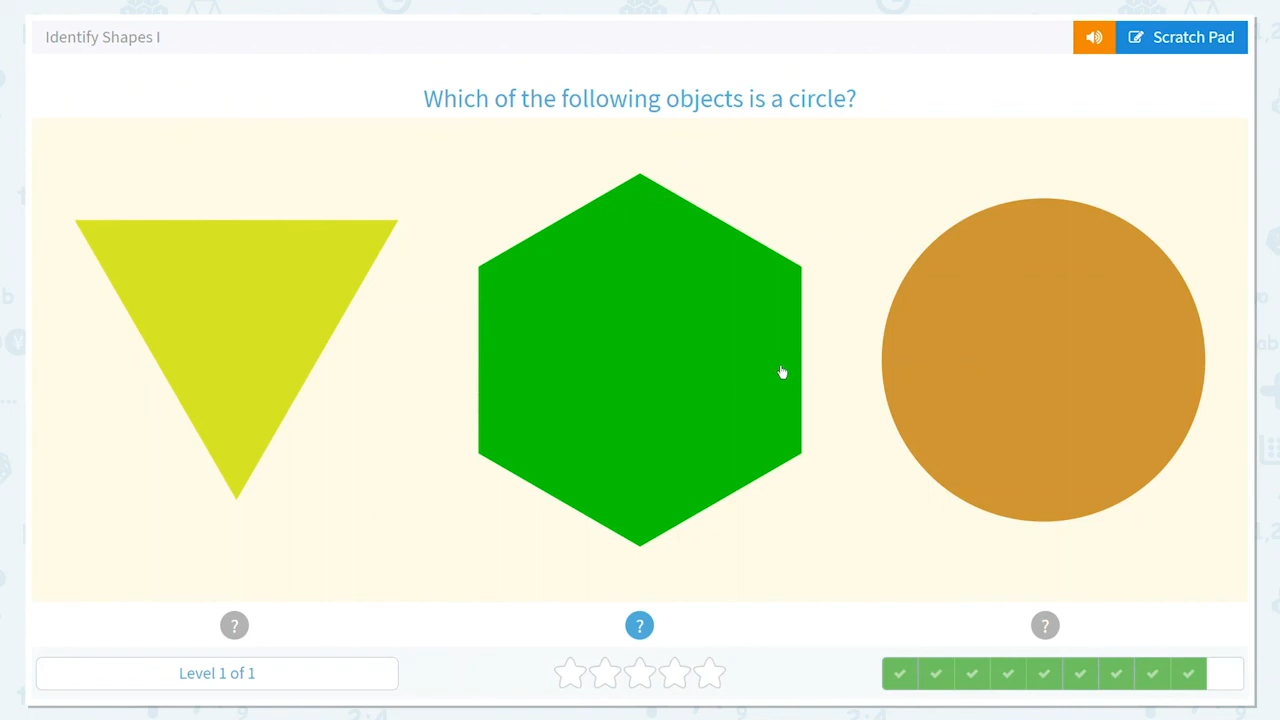 Identify Shapes I
Scratch Pad
Which of the following objects is a circle?
? ? ?
Level 1 of 1